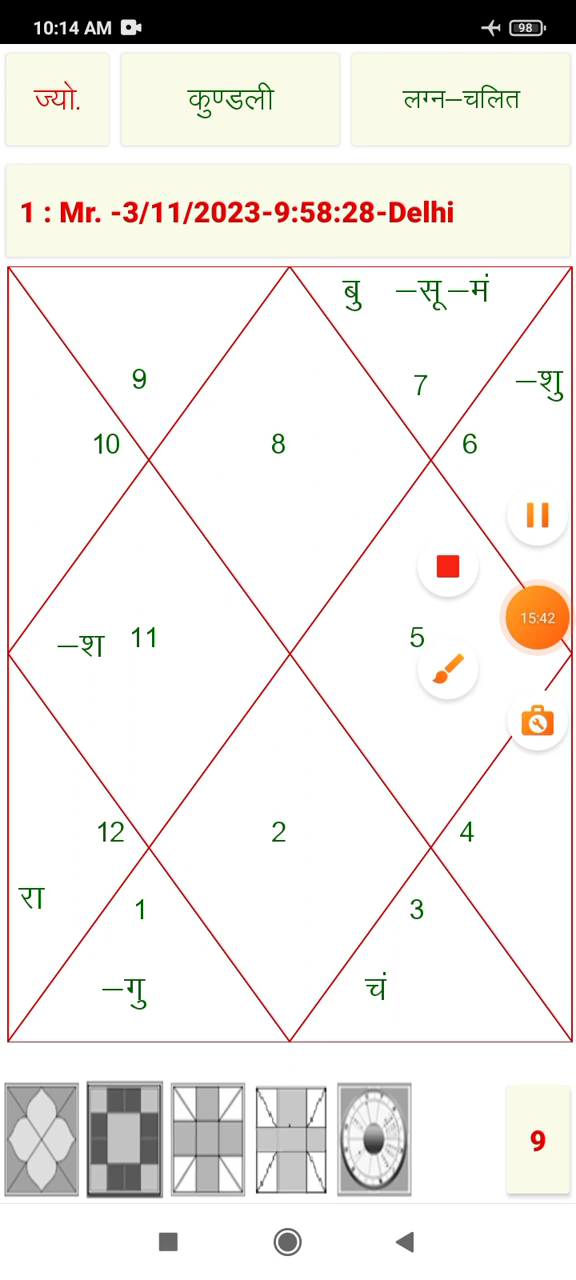 10:14 AM 98
ज्यो. कुण्डली लग्न–चलित
1 : Mr. -3/11/2023-9:58:28-Delhi
बु –सू–मं
9 7 –शु
10 8 6
–श 11 5 15:42
12 2 4
रा 1 3
–गु चं
9